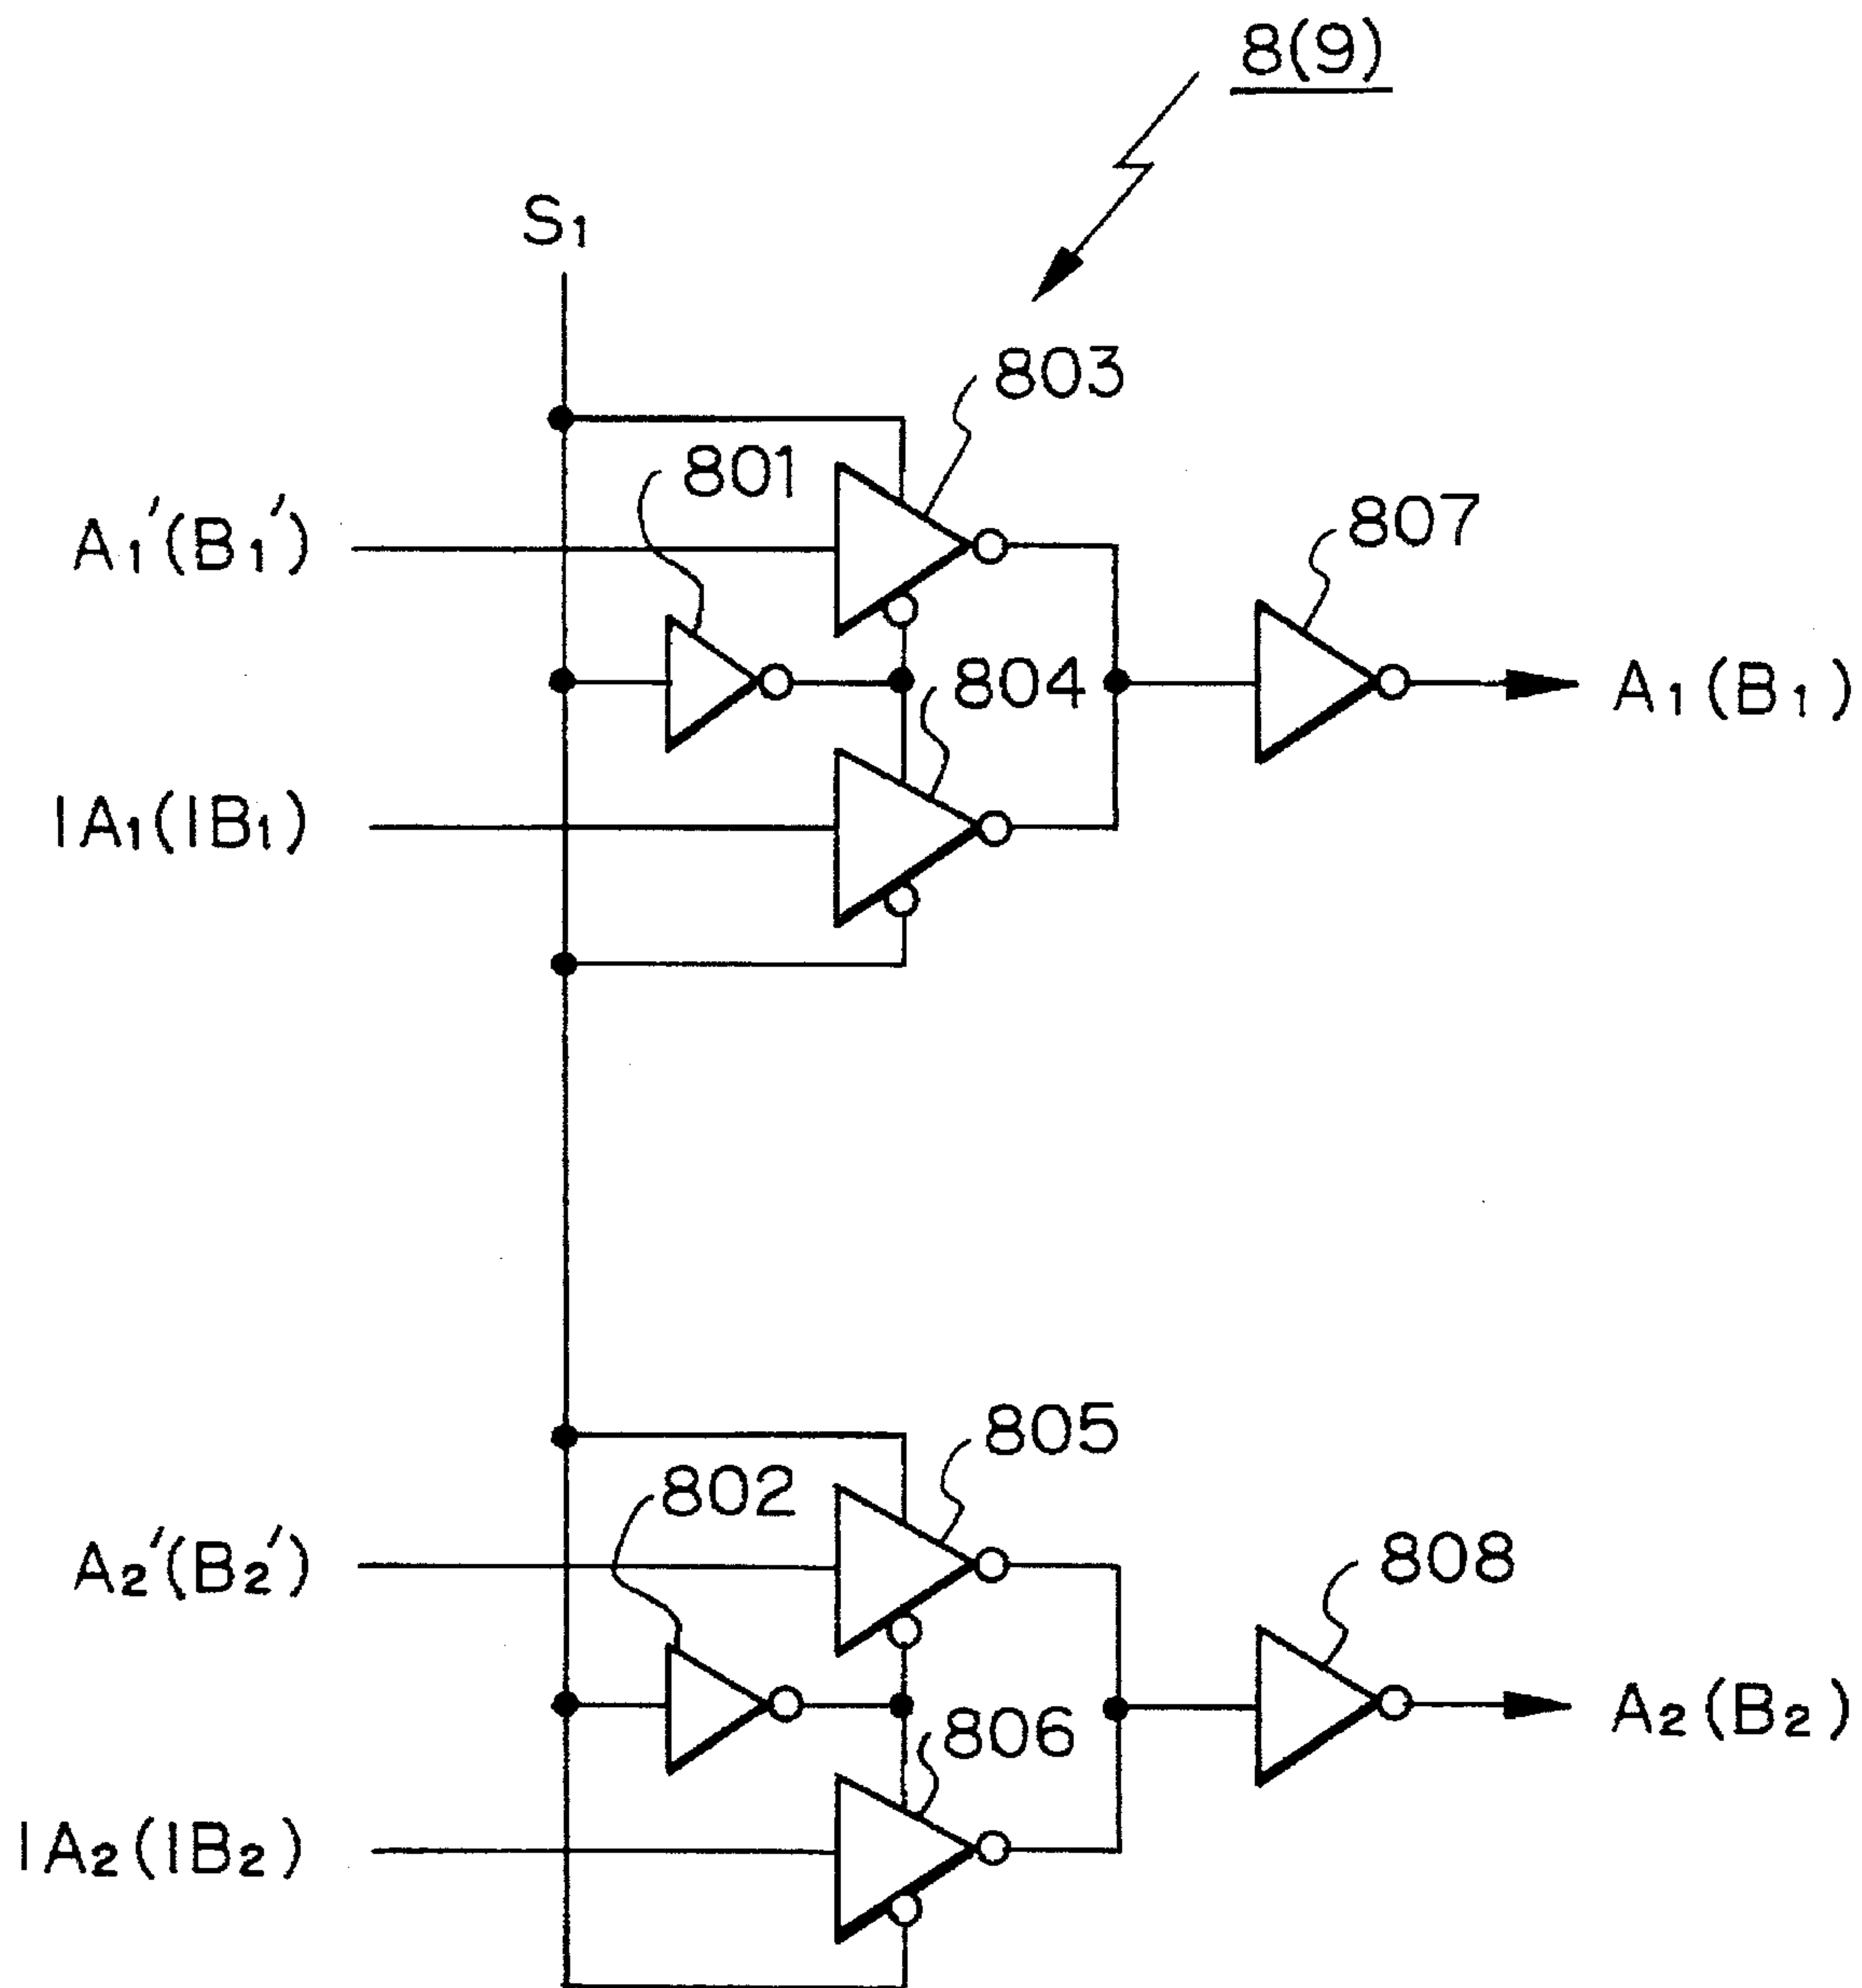 8(9)
S₁
803
801
A₁'(B₁')
807
804
A₁(B₁)
IA₁(IB₁)
805
802
A₂'(B₂')
808
806
A₂(B₂)
IA₂(IB₂)